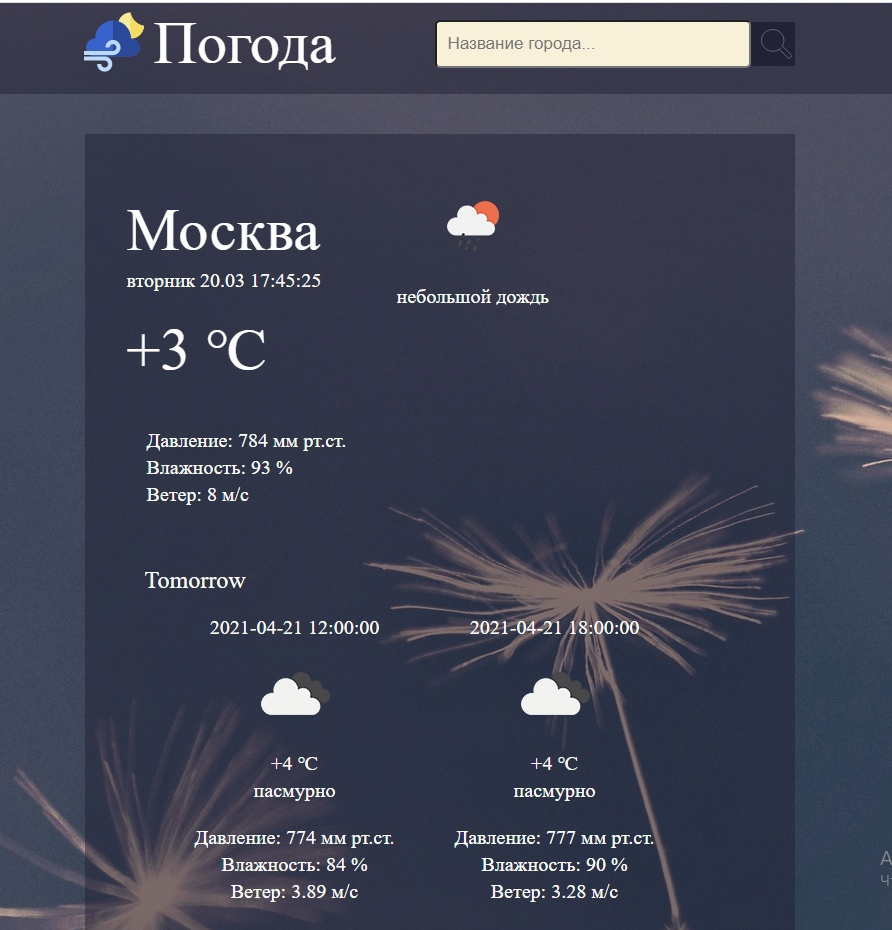 Погода
Название города...
Москва
вторник 20.03 17:45:25
небольшой дождь
+3 ℃
Давление: 784 мм рт.ст.
Влажность: 93 %
Ветер: 8 м/с
Tomorrow
2021-04-21 12:00:00
+4 ℃
пасмурно
Давление: 774 мм рт.ст.
Влажность: 84 %
Ветер: 3.89 м/с
2021-04-21 18:00:00
+4 ℃
пасмурно
Давление: 777 мм рт.ст.
Влажность: 90 %
Ветер: 3.28 м/с